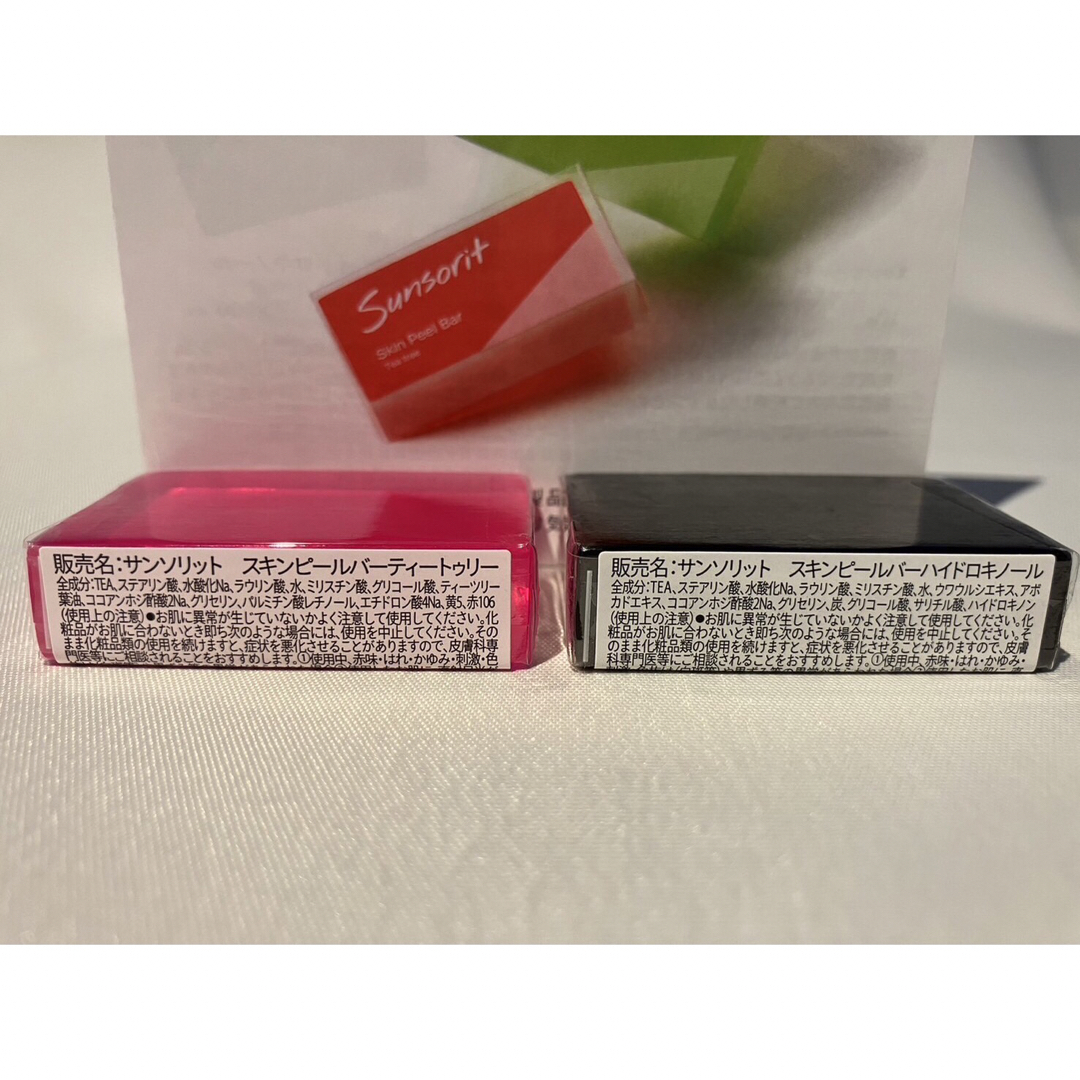 Sunsorit
Skin Peel Bar
Tea tree
販売名:サンソリット スキンピールバーティートゥリー
全成分:TEA、ステアリン酸、水酸化Na、ラウリン酸、水、ミリスチン酸、グリコール酸、ティーツリー
葉油、ココアンホジ酢酸2Na、グリセリン、パルミチン酸レチノール、エチドロン酸4Na、黄5、赤106
(使用上の注意)●お肌に異常が生じていないかよく注意して使用してください。化
粧品がお肌に合わないとき即ち次のような場合には、使用を中止してください。その
まま化粧品類の使用を続けますと、症状を悪化させることがありますので、皮膚科専
門医等にご相談されることをおすすめします。①使用中、赤味・はれ・かゆみ・刺激・色
販売名:サンソリット スキンピールバーハイドロキノール
全成分:TEA、ステアリン酸、水酸化Na、ラウリン酸、ミリスチン酸、水、ウワウルシエキス、アボ
カドエキス、ココアンホジ酢酸2Na、グリセリン、炭、グリコール酸、サリチル酸、ハイドロキノン
(使用上の注意)●お肌に異常が生じていないかよく注意して使用してください。化
粧品がお肌に合わないとき即ち次のような場合には、使用を中止してください。そ
のまま化粧品類の使用を続けますと、症状を悪化させることがありますので、皮膚
科専門医等にご相談されることをおすすめします。①使用中、赤味・はれ・かゆみ・